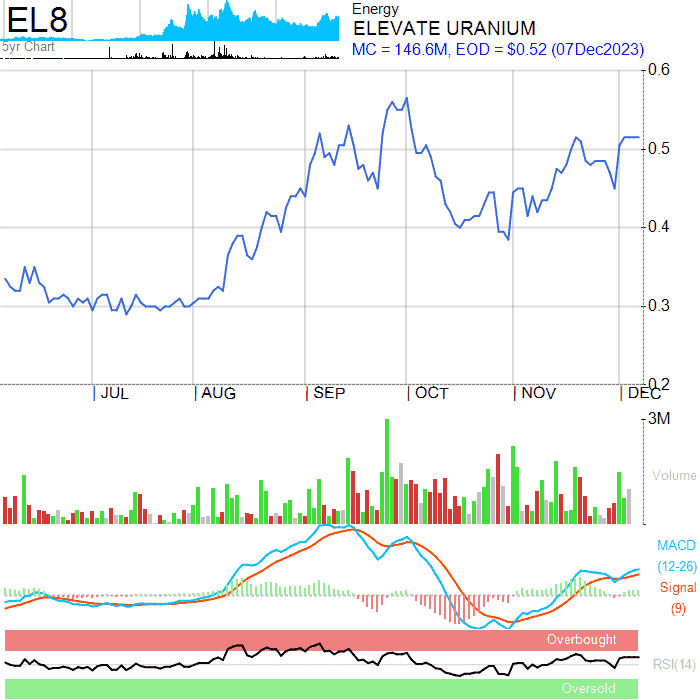 EL8
5yr Chart
Energy
ELEVATE URANIUM
MC = 146.6M, EOD = $0.52 (07Dec2023)
0.6
0.5
0.4
0.3
0.2
JUL AUG SEP OCT NOV DEC
3M
Volume
MACD
(12-26)
Signal
(9)
Overbought
RSI(14)
Oversold